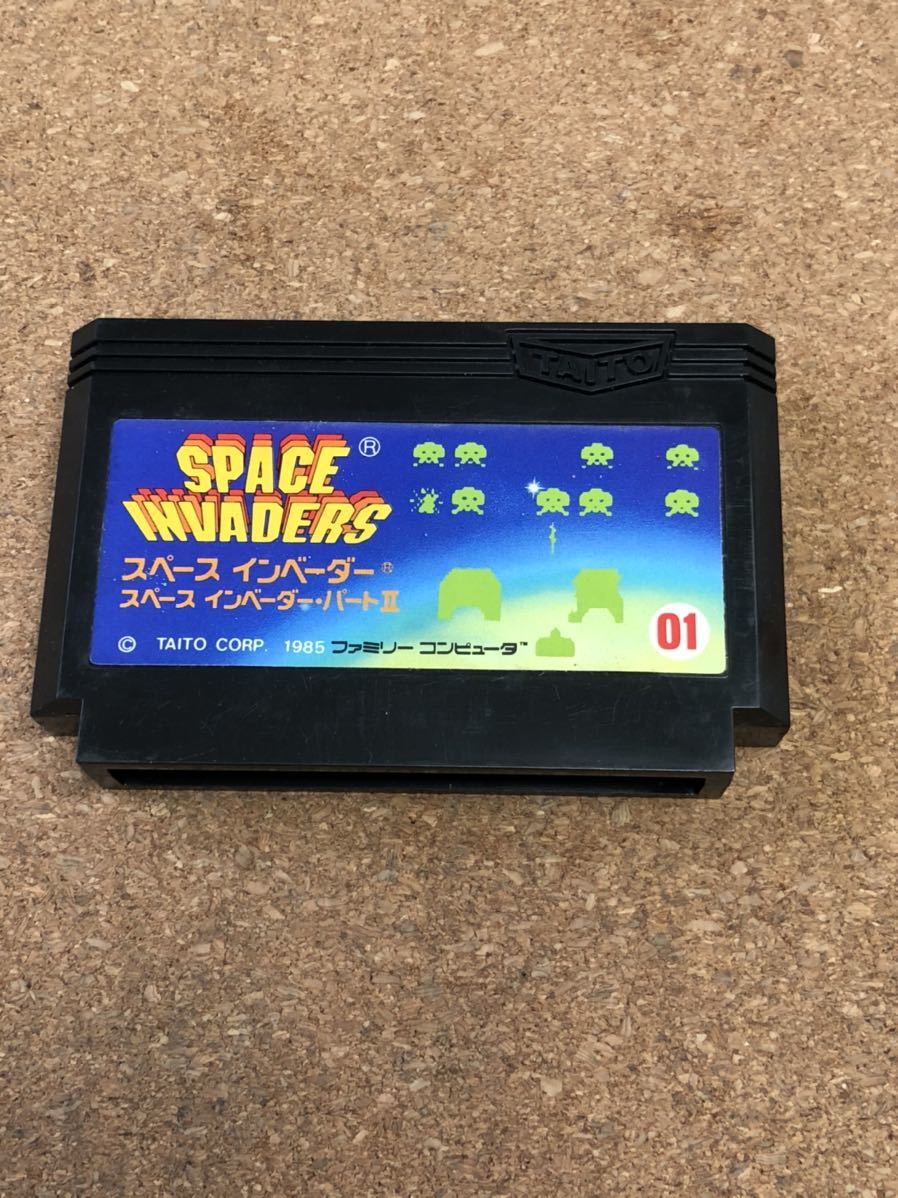 TAITO
SPACE ®
INVADERS
スペース インベーダー®
スペース インベーダー・パートⅡ
© TAITO CORP. 1985 ファミリー コンピュータ™
01